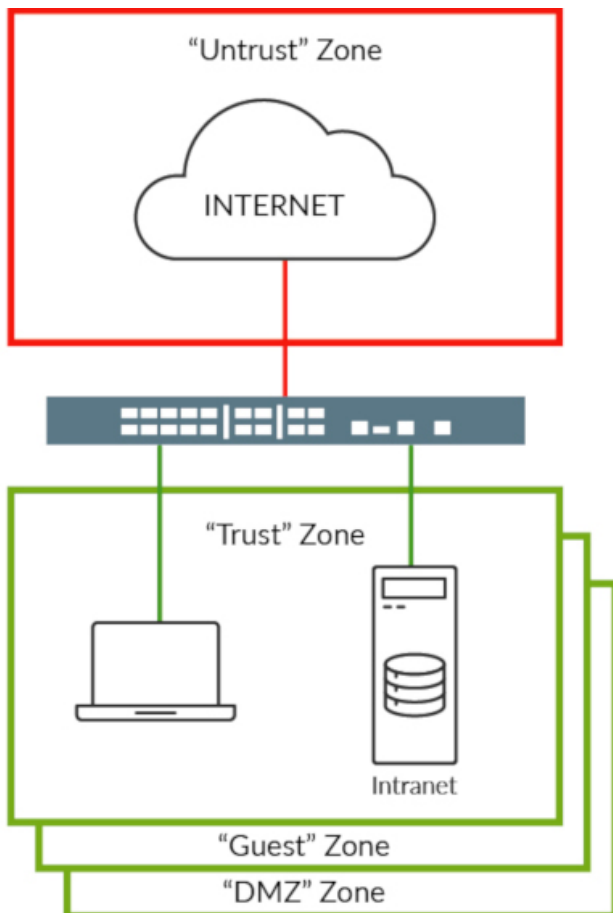 “Untrust” Zone
INTERNET
“Trust” Zone
Intranet
“Guest” Zone
“DMZ” Zone